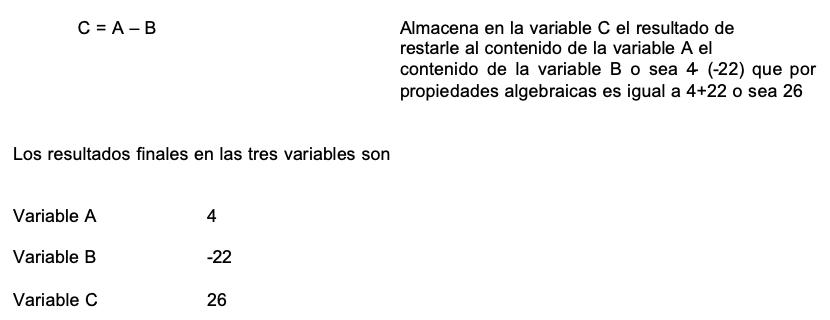 C = A – B
Almacena en la variable C el resultado de
restarle al contenido de la variable A el
contenido de la variable B o sea 4- (-22) que por
propiedades algebraicas es igual a 4+22 o sea 26
Los resultados finales en las tres variables son
Variable A 4
Variable B -22
Variable C 26